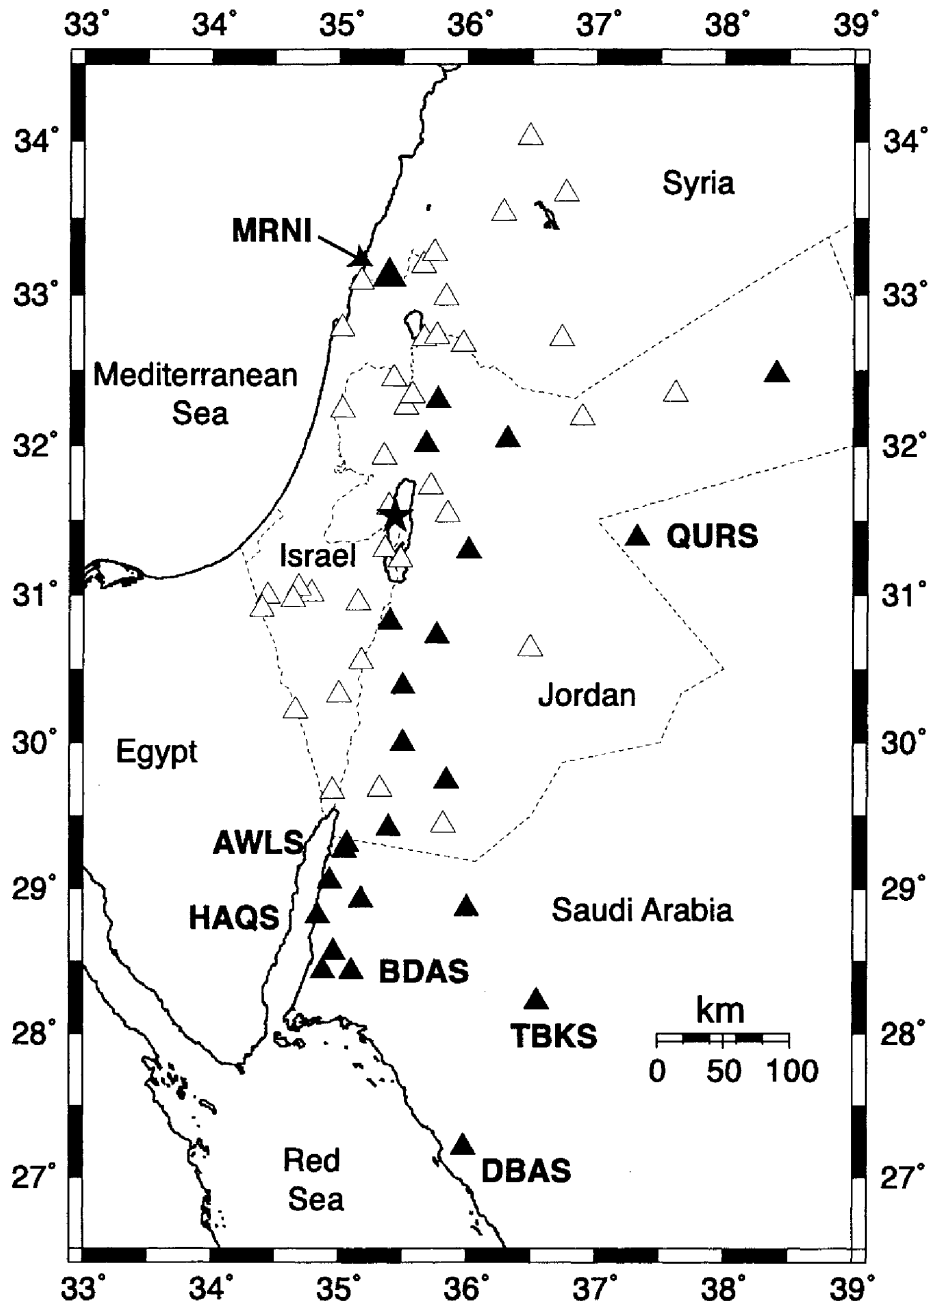 33° 34° 35° 36° 37° 38° 39°
34° 34°
Syria
MRNI
33° 33°
Mediterranean
Sea
32° 32°
QURS
Israel
31° 31°
Jordan
30° 30°
Egypt
AWLS
29° 29°
HAQS
Saudi Arabia
BDAS
km
TBKS
28° 28°
0 50 100
Red
Sea
DBAS
27° 27°
33° 34° 35° 36° 37° 38° 39°